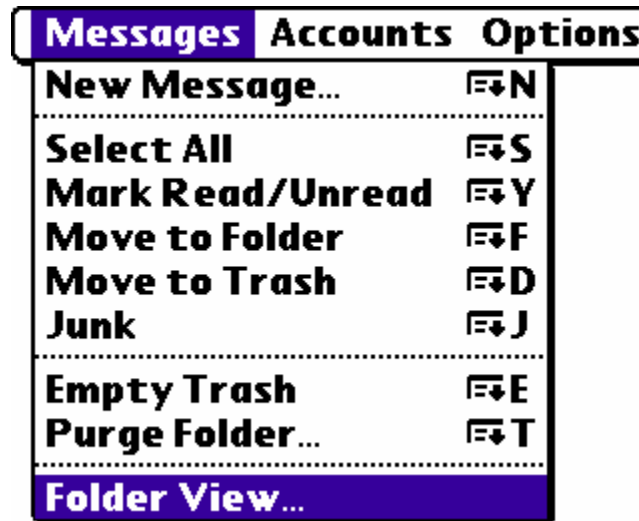 Messages Accounts Options
New Message... N
Select All S
Mark Read/Unread Y
Move to Folder F
Move to Trash D
Junk J
Empty Trash E
Purge Folder... T
Folder View...